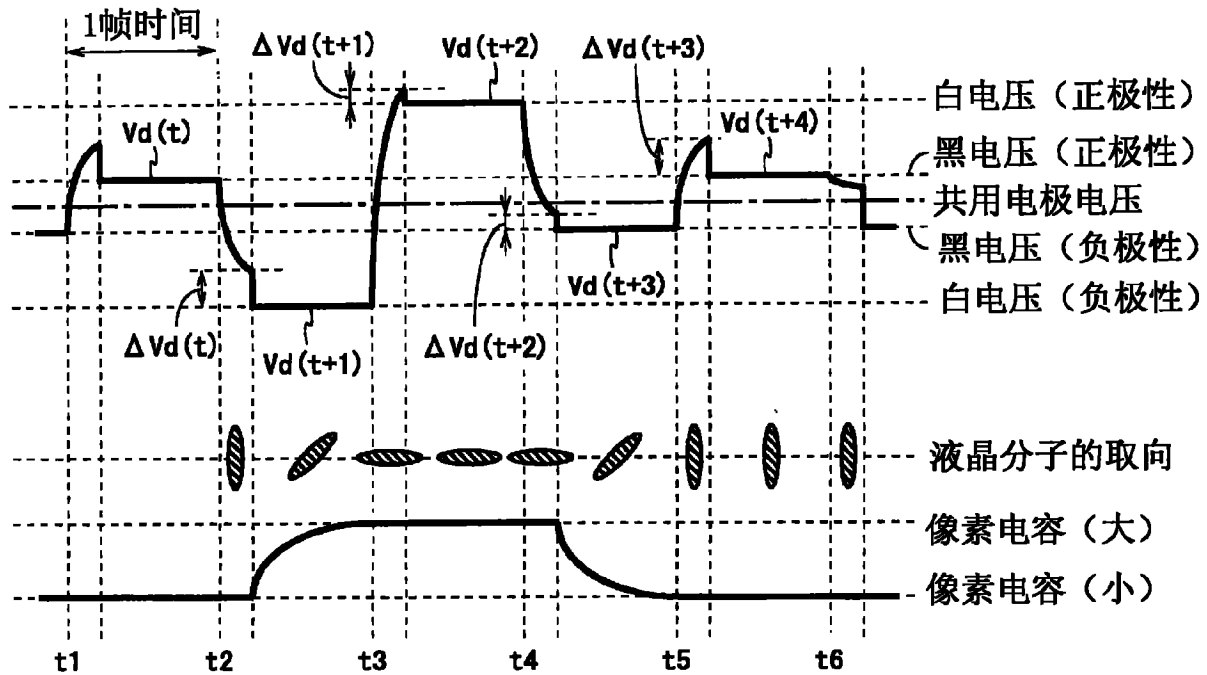 1帧时间
ΔVd(t+1)
Vd(t+2)
ΔVd(t+3)
白电压（正极性）
Vd(t)
Vd(t+4)
黑电压（正极性）
共用电极电压
黑电压（负极性）
Vd(t+3)
白电压（负极性）
ΔVd(t)
Vd(t+1)
ΔVd(t+2)
液晶分子的取向
像素电容（大）
像素电容（小）
t1 t2 t3 t4 t5 t6